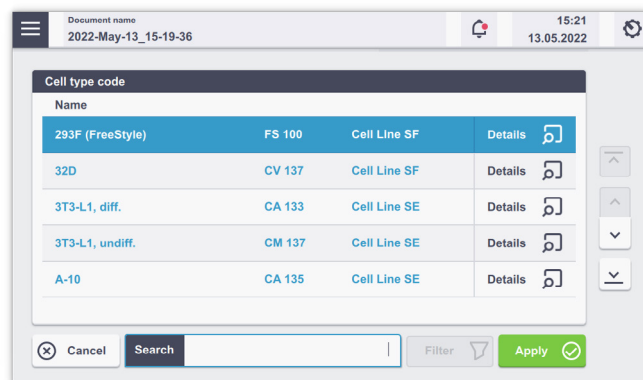 Document name
2022-May-13_15-19-36
15:21
13.05.2022
Cell type code
Name
293F (FreeStyle) FS 100 Cell Line SF Details
32D CV 137 Cell Line SF Details
3T3-L1, diff. CA 133 Cell Line SE Details
3T3-L1, undiff. CM 137 Cell Line SE Details
A-10 CA 135 Cell Line SE Details
Cancel Search Filter Apply